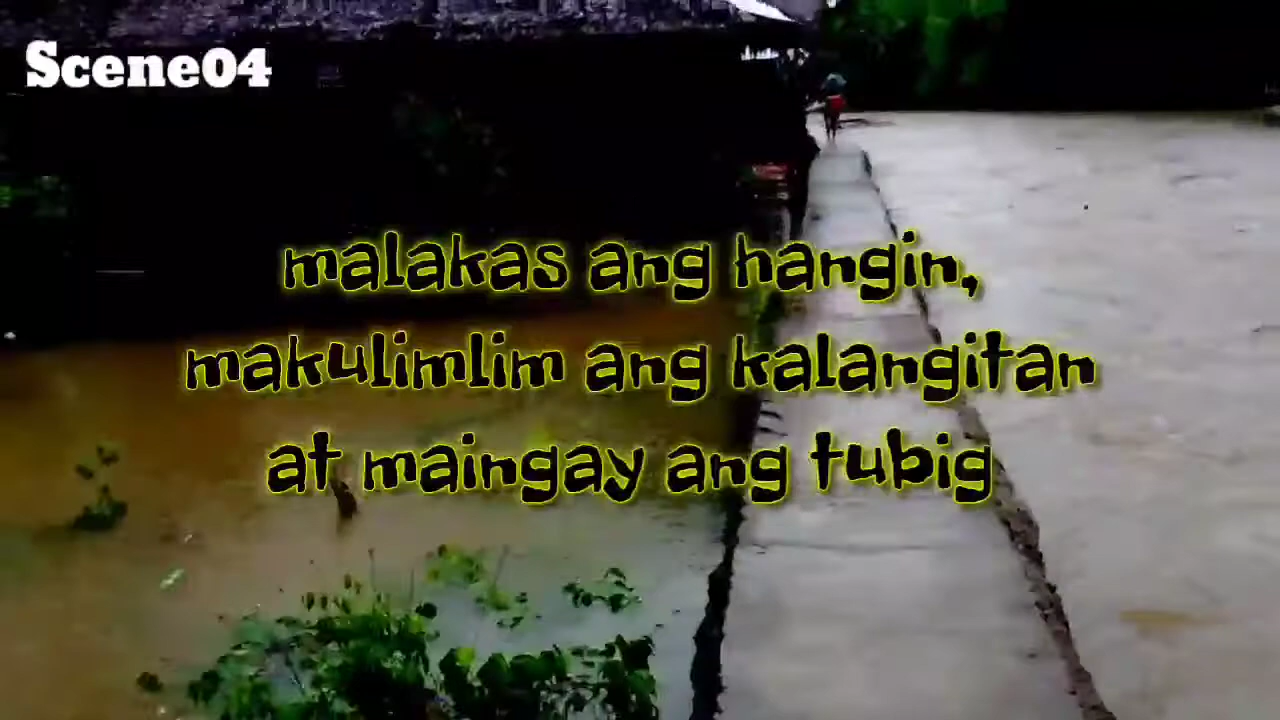 Scene04
malakas ang hangin,
makulimlim ang kalangitan
at maingay ang tubig